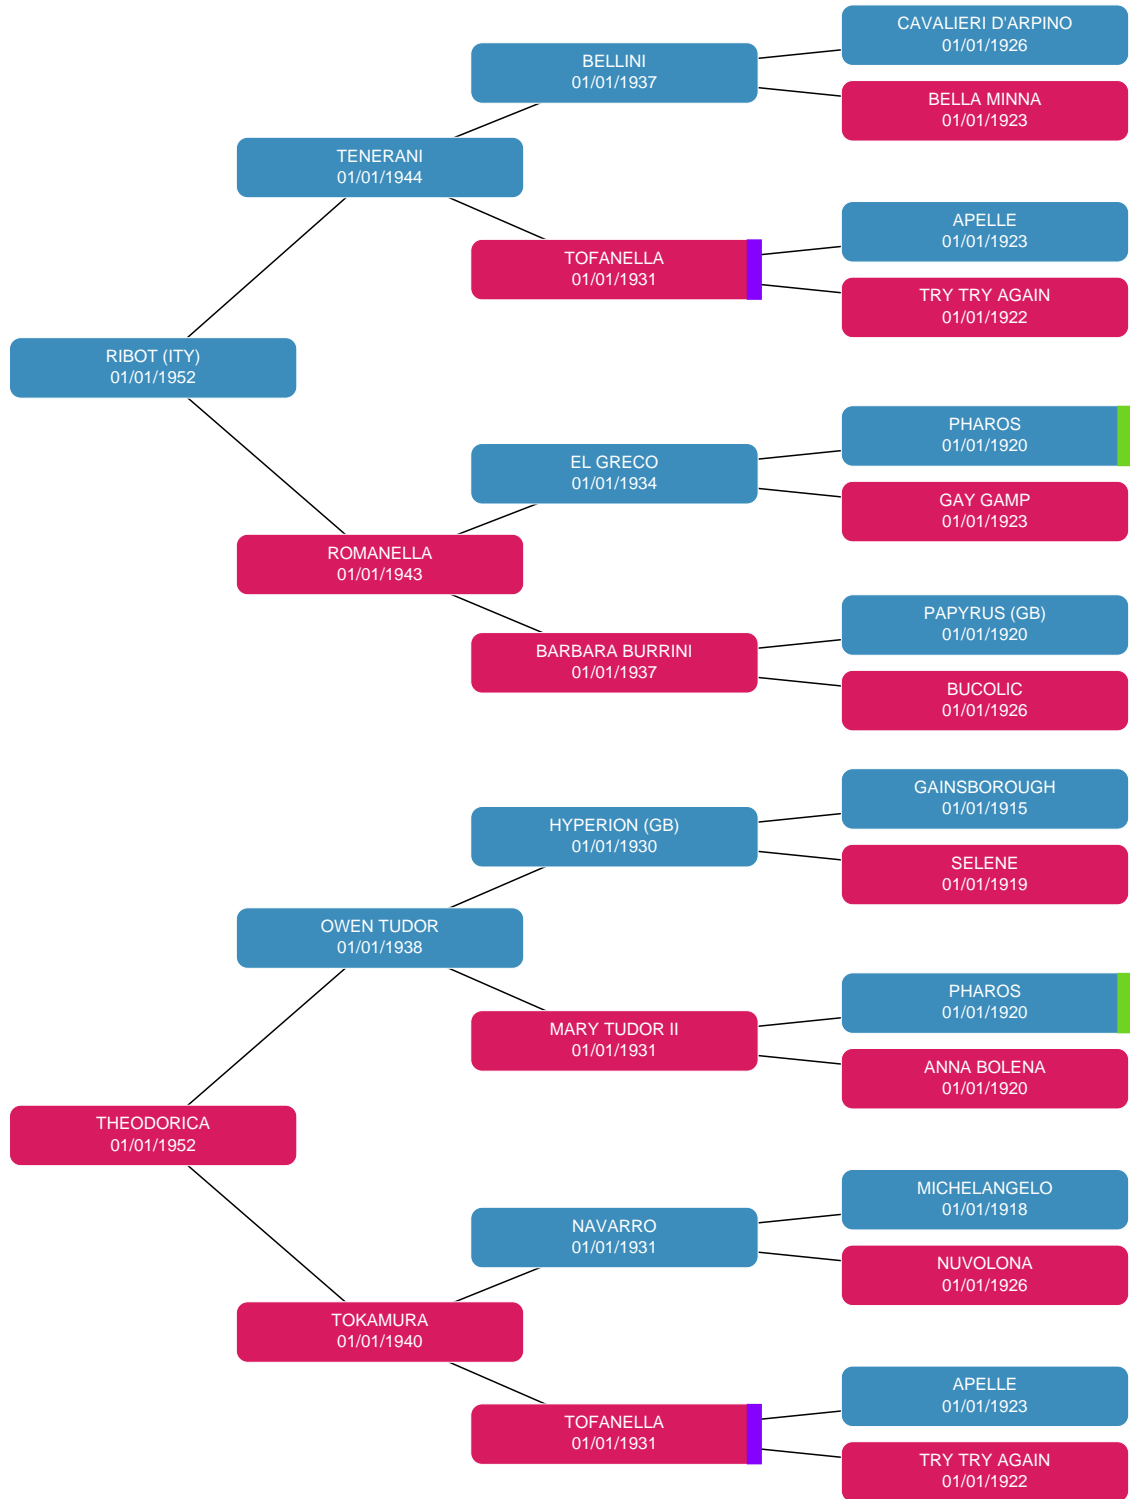 CAVALIERI D'ARPINO
01/01/1926
BELLINI
01/01/1937
BELLA MINNA
01/01/1923
TENERANI
01/01/1944
APELLE
01/01/1923
TOFANELLA
01/01/1931
TRY TRY AGAIN
01/01/1922
RIBOT (ITY)
01/01/1952
PHAROS
01/01/1920
EL GRECO
01/01/1934
GAY GAMP
01/01/1923
ROMANELLA
01/01/1943
PAPYRUS (GB)
01/01/1920
BARBARA BURRINI
01/01/1937
BUCOLIC
01/01/1926
GAINSBOROUGH
01/01/1915
HYPERION (GB)
01/01/1930
SELENE
01/01/1919
OWEN TUDOR
01/01/1938
PHAROS
01/01/1920
MARY TUDOR II
01/01/1931
ANNA BOLENA
01/01/1920
THEODORICA
01/01/1952
MICHELANGELO
01/01/1918
NAVARRO
01/01/1931
NUVOLONA
01/01/1926
TOKAMURA
01/01/1940
APELLE
01/01/1923
TOFANELLA
01/01/1931
TRY TRY AGAIN
01/01/1922